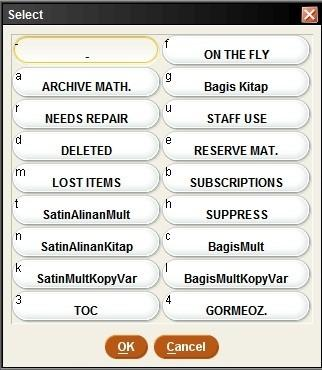 Select
- -
f ON THE FLY
a ARCHIVE MATH.
g Bagis Kitap
r NEEDS REPAIR
u STAFF USE
d DELETED
e RESERVE MAT.
m LOST ITEMS
b SUBSCRIPTIONS
t SatinAlinanMult
h SUPPRESS
n SatinAlinanKitap
c BagisMult
k SatinMultKopyVar
l BagisMultKopyVar
3 TOC
4 GORMEOZ.
OK Cancel